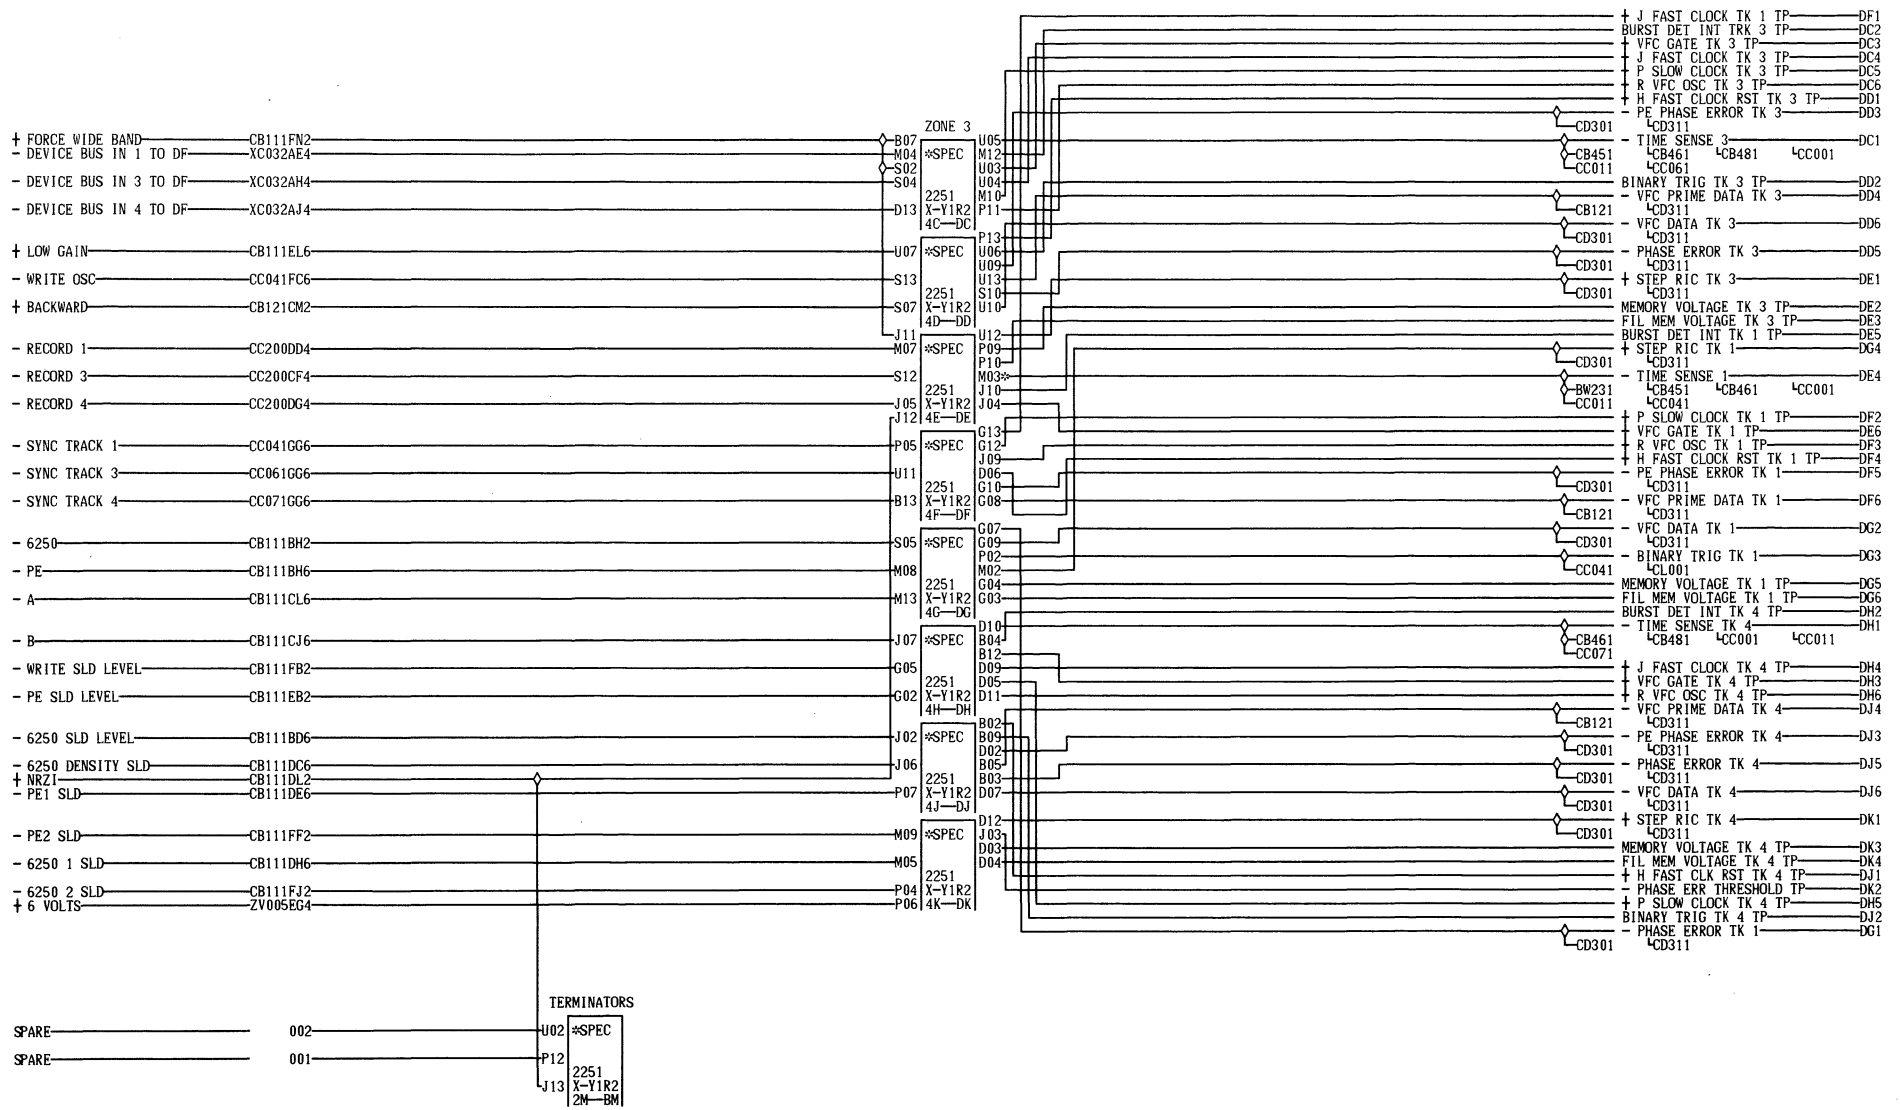 + J FAST CLOCK TK 1 TP DF1
BURST DET INT TRK 3 TP DC2
+ VFC GATE TK 3 TP DC3
+ J FAST CLOCK TK 3 TP DC4
+ P SLOW CLOCK TK 3 TP DC5
+ R VFC OSC TK 3 TP DC6
+ H FAST CLOCK RST TK 3 TP DD1
- PE PHASE ERROR TK 3 DD3
ZONE 3 CD301 CD311
+ FORCE WIDE BAND CB111FN2 B07 U05 - TIME SENSE 3 DC1
- DEVICE BUS IN 1 TO DF XC032AE4 M04 *SPEC M12 CB451 CB461 CB481 CC001
S02 U03 CC011 CC061
- DEVICE BUS IN 3 TO DF XC032AH4 S04 U04 BINARY TRIG TK 3 TP DD2
2251 M10 - VFC PRIME DATA TK 3 DD4
- DEVICE BUS IN 4 TO DF XC032AJ4 D13 X-Y1R2 P11 CB121 CD311
4C DC - VFC DATA TK 3 DD6
P13 CD301 CD311
+ LOW GAIN CB111EL6 U07 *SPEC U06 - PHASE ERROR TK 3 DD5
U09 CD301 CD311
- WRITE OSC CC041FC6 S13 U13 + STEP RIC TK 3 DE1
2251 S10 CD301 CD311
+ BACKWARD CB121CM2 S07 X-Y1R2 U10 MEMORY VOLTAGE TK 3 TP DE2
4D DD FIL MEM VOLTAGE TK 3 TP DE3
J11 U12 BURST DET INT TK 1 TP DE5
- RECORD 1 CC200DD4 M07 *SPEC P09 + STEP RIC TK 1 DG4
P10 CD301 CD311
- RECORD 3 CC200CF4 S12 M03* - TIME SENSE 1 DE4
2251 J10 BW231 CB451 CB461 CC001
- RECORD 4 CC200DG4 J05 X-Y1R2 J04 CC011 CC041
J12 4E DE + P SLOW CLOCK TK 1 TP DF2
G13 + VFC GATE TK 1 TP DE6
- SYNC TRACK 1 CC041GG6 P05 *SPEC G12 + R VFC OSC TK 1 TP DF3
J09 + H FAST CLOCK RST TK 1 TP DF4
- SYNC TRACK 3 CC061GG6 U11 D06 - PE PHASE ERROR TK 1 DF5
2251 G10 CD301 CD311
- SYNC TRACK 4 CC071GG6 B13 X-Y1R2 G08 - VFC PRIME DATA TK 1 DF6
4F DF CB121 CD311
G07 - VFC DATA TK 1 DG2
- 6250 CB111BH2 S05 *SPEC G09 CD301 CD311
P02 - BINARY TRIG TK 1 DG3
- PE CB111BH6 M08 M02 CC041 CL001
2251 G04 MEMORY VOLTAGE TK 1 TP DG5
- A CB111CL6 M13 X-Y1R2 G03 FIL MEM VOLTAGE TK 1 TP DG6
4G DG BURST DET INT TK 4 TP DH2
D10 - TIME SENSE TK 4 DH1
- B CB111CJ6 J07 *SPEC B04 CB461 CB481 CC001 CC011
B12 CC071
- WRITE SLD LEVEL CB111FB2 G05 D09 + J FAST CLOCK TK 4 TP DH4
2251 D05 + VFC GATE TK 4 TP DH3
- PE SLD LEVEL CB111EB2 G02 X-Y1R2 D11 + R VFC OSC TK 4 TP DH6
4H DH - VFC PRIME DATA TK 4 DJ4
B02 CB121 CD311
- 6250 SLD LEVEL CB111BD6 J02 *SPEC B09 - PE PHASE ERROR TK 4 DJ3
D02 CD301 CD311
- 6250 DENSITY SLD CB111DC6 J06 B05 - PHASE ERROR TK 4 DJ5
+ NRZI CB111DL2 2251 B03 CD301 CD311
- PE1 SLD CB111DE6 P07 X-Y1R2 D07 - VFC DATA TK 4 DJ6
4J DJ CD301 CD311
D12 + STEP RIC TK 4 DK1
- PE2 SLD CB111FF2 M09 *SPEC J03 CD301 CD311
D03 MEMORY VOLTAGE TK 4 TP DK3
- 6250 1 SLD CB111DH6 M05 D04 FIL MEM VOLTAGE TK 4 TP DK4
2251 + H FAST CLK RST TK 4 TP DJ1
- 6250 2 SLD CB111FJ2 P04 X-Y1R2 - PHASE ERR THRESHOLD TP DK2
+ 6 VOLTS ZV005EG4 P06 4K DK + P SLOW CLOCK TK 4 TP DH5
BINARY TRIG TK 4 TP DJ2
- PHASE ERROR TK 1 DG1
CD301 CD311
TERMINATORS
SPARE 002 U02 *SPEC
SPARE 001 P12
2251
J13 X-Y1R2
2M BM